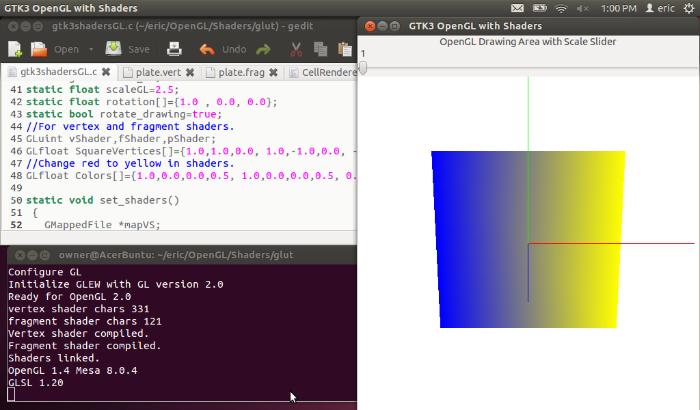 GTK3 OpenGL with Shaders
1:00 PM
eric
gtk3shadersGL.c (~/eric/OpenGL/Shaders/glut) - gedit
Open
Save
Undo
gtk3shadersGL.c
plate.vert
plate.frag
CellRendere
41 static float scaleGL=2.5;
42 static float rotation[]={1.0 , 0.0, 0.0};
43 static bool rotate_drawing=true;
44 //For vertex and fragment shaders.
45 GLuint vShader,fShader,pShader;
46 GLfloat SquareVertices[]={1.0,1.0,0.0, 1.0,-1.0,0.0, -
47 //Change red to yellow in shaders.
48 GLfloat Colors[]={1.0,0.0,0.0,0.5, 1.0,0.0,0.0,0.5, 0.
49
50 static void set_shaders()
51 {
52 GMappedFile *mapVS;
owner@AcerBuntu: ~/eric/OpenGL/Shaders/glut
Configure GL
Initialize GLEW with GL version 2.0
Ready for OpenGL 2.0
vertex shader chars 331
fragment shader chars 121
Vertex shader compiled.
Fragment shader compiled.
Shaders linked.
OpenGL 1.4 Mesa 8.0.4
GLSL 1.20
GTK3 OpenGL with Shaders
OpenGL Drawing Area with Scale Slider
1